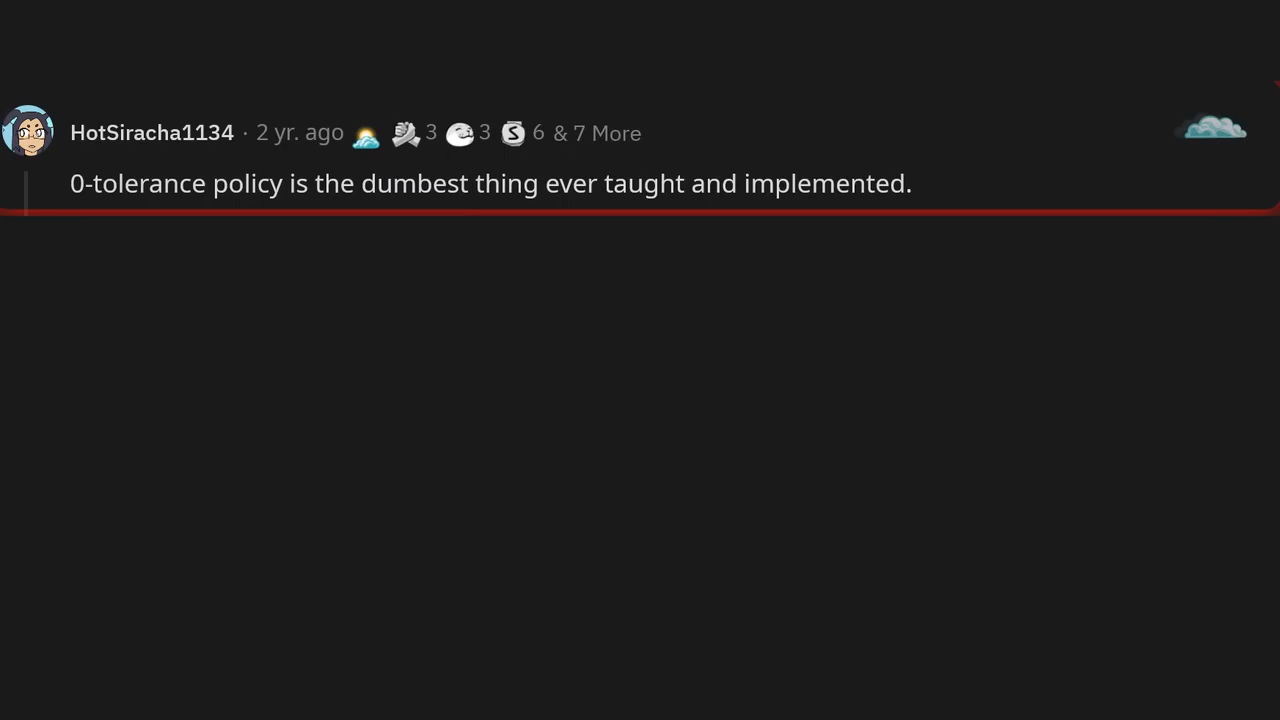 HotSiracha1134 · 2 yr. ago 3 3 S 6 & 7 More
0-tolerance policy is the dumbest thing ever taught and implemented.